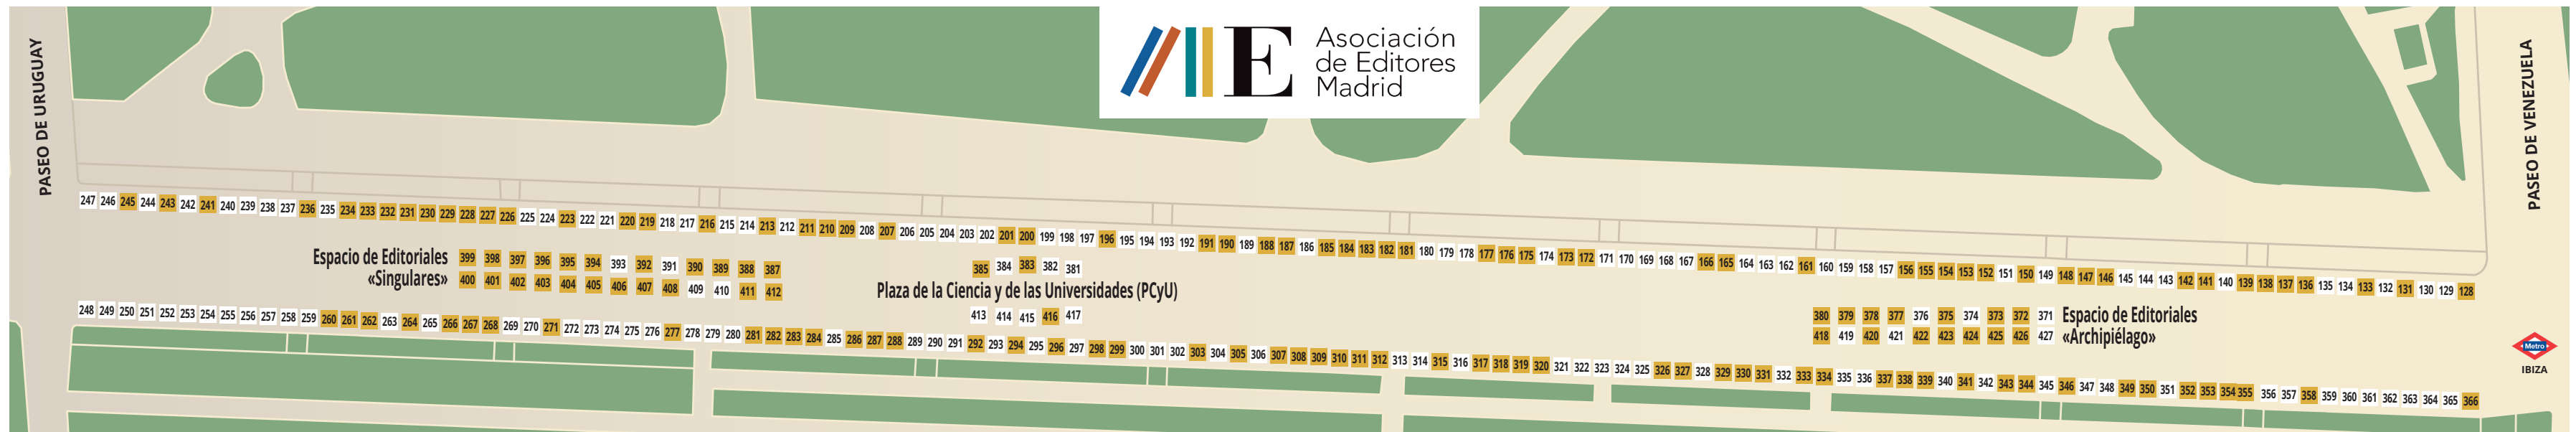 PASEO DE URUGUAY
Asociación
de Editores
Madrid
PASEO DE VENEZUELA
247 246 245 244 243 242 241 240 239 238 237 236 235 234 233 232 231 230 229 228 227 226 225 224 223 222 221 220 219 218 217 216 215 214 213 212 211 210 209 208 207 206 205 204 203 202 201 200 199 198 197 196 195 194 193 192 191 190 189 188 187 186 185 184 183 182 181 180 179 178 177 176 175 174 173 172 171 170 169 168 167 166 165 164 163 162 161 160 159 158 157 156 155 154 153 152 151 150 149 148 147 146 145 144 143 142 141 140 139 138 137 136 135 134 133 132 131 130 129 128
Espacio de Editoriales
«Singulares»
399 398 397 396 395 394 393 392 391 390 389 388 387
400 401 402 403 404 405 406 407 408 409 410 411 412
385 384 383 382 381
Plaza de la Ciencia y de las Universidades (PCyU)
413 414 415 416 417
380 379 378 377 376 375 374 373 372 371
418 419 420 421 422 423 424 425 426 427
Espacio de Editoriales
«Archipiélago»
248 249 250 251 252 253 254 255 256 257 258 259 260 261 262 263 264 265 266 267 268 269 270 271 272 273 274 275 276 277 278 279 280 281 282 283 284 285 286 287 288 289 290 291 292 293 294 295 296 297 298 299 300 301 302 303 304 305 306 307 308 309 310 311 312 313 314 315 316 317 318 319 320 321 322 323 324 325 326 327 328 329 330 331 332 333 334 335 336 337 338 339 340 341 342 343 344 345 346 347 348 349 350 351 352 353 354 355 356 357 358 359 360 361 362 363 364 365 366
Metro
IBIZA